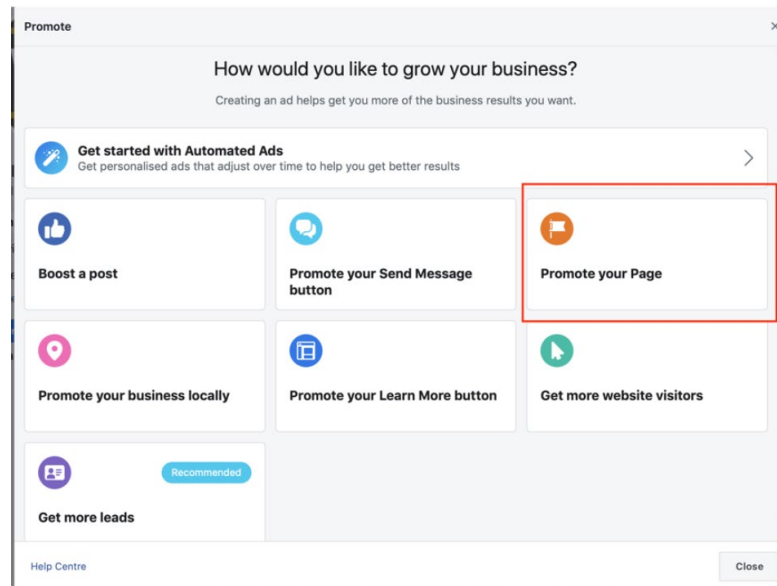 Promote
How would you like to grow your business?
Creating an ad helps get you more of the business results you want.
Get started with Automated Ads
Get personalised ads that adjust over time to help you get better results
Boost a post
Promote your Send Message
button
Promote your Page
Promote your business locally
Promote your Learn More button
Get more website visitors
Recommended
Get more leads
Help Centre
Close